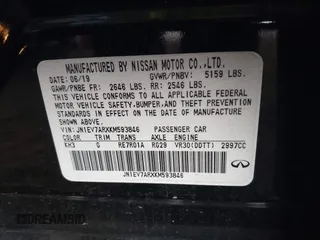 MANUFACTURED BY NISSAN MOTOR CO.,LTD.
DATE
06/19 GVWR/PNBV: 5159 LBS.
GAWR/PNBE FR: 2646 LBS RR: 2546 LBS.
THIS VEHICLE CONFORMS TO ALL APPLICABLE
FEDERAL MOTOR VEHICLE SAFETY, BUMPER, AND THEFT PREVENTION
STANDARDS IN EFFECT ON THE DATE OF
MANUFACTURE SHOWN ABOVE.
VIN: JN1EV7ARXKM593846 PASSENGER CAR
COLOR TRIM TRANS AXLE ENGINE
KH3 G RE7R01A RG29 VR30(DDTT) 2997CC
JN1EV7ARXKM593846
© DREAMBID